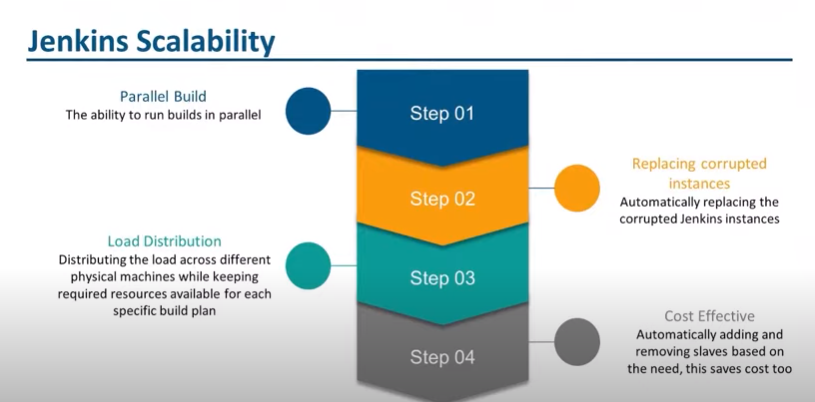 Jenkins Scalability
Parallel Build
The ability to run builds in parallel
Step 01
Step 02
Replacing corrupted
instances
Automatically replacing the
corrupted Jenkins instances
Load Distribution
Distributing the load across different
physical machines while keeping
required resources available for each
specific build plan
Step 03
Step 04
Cost Effective
Automatically adding and
removing slaves based on
the need, this saves cost too